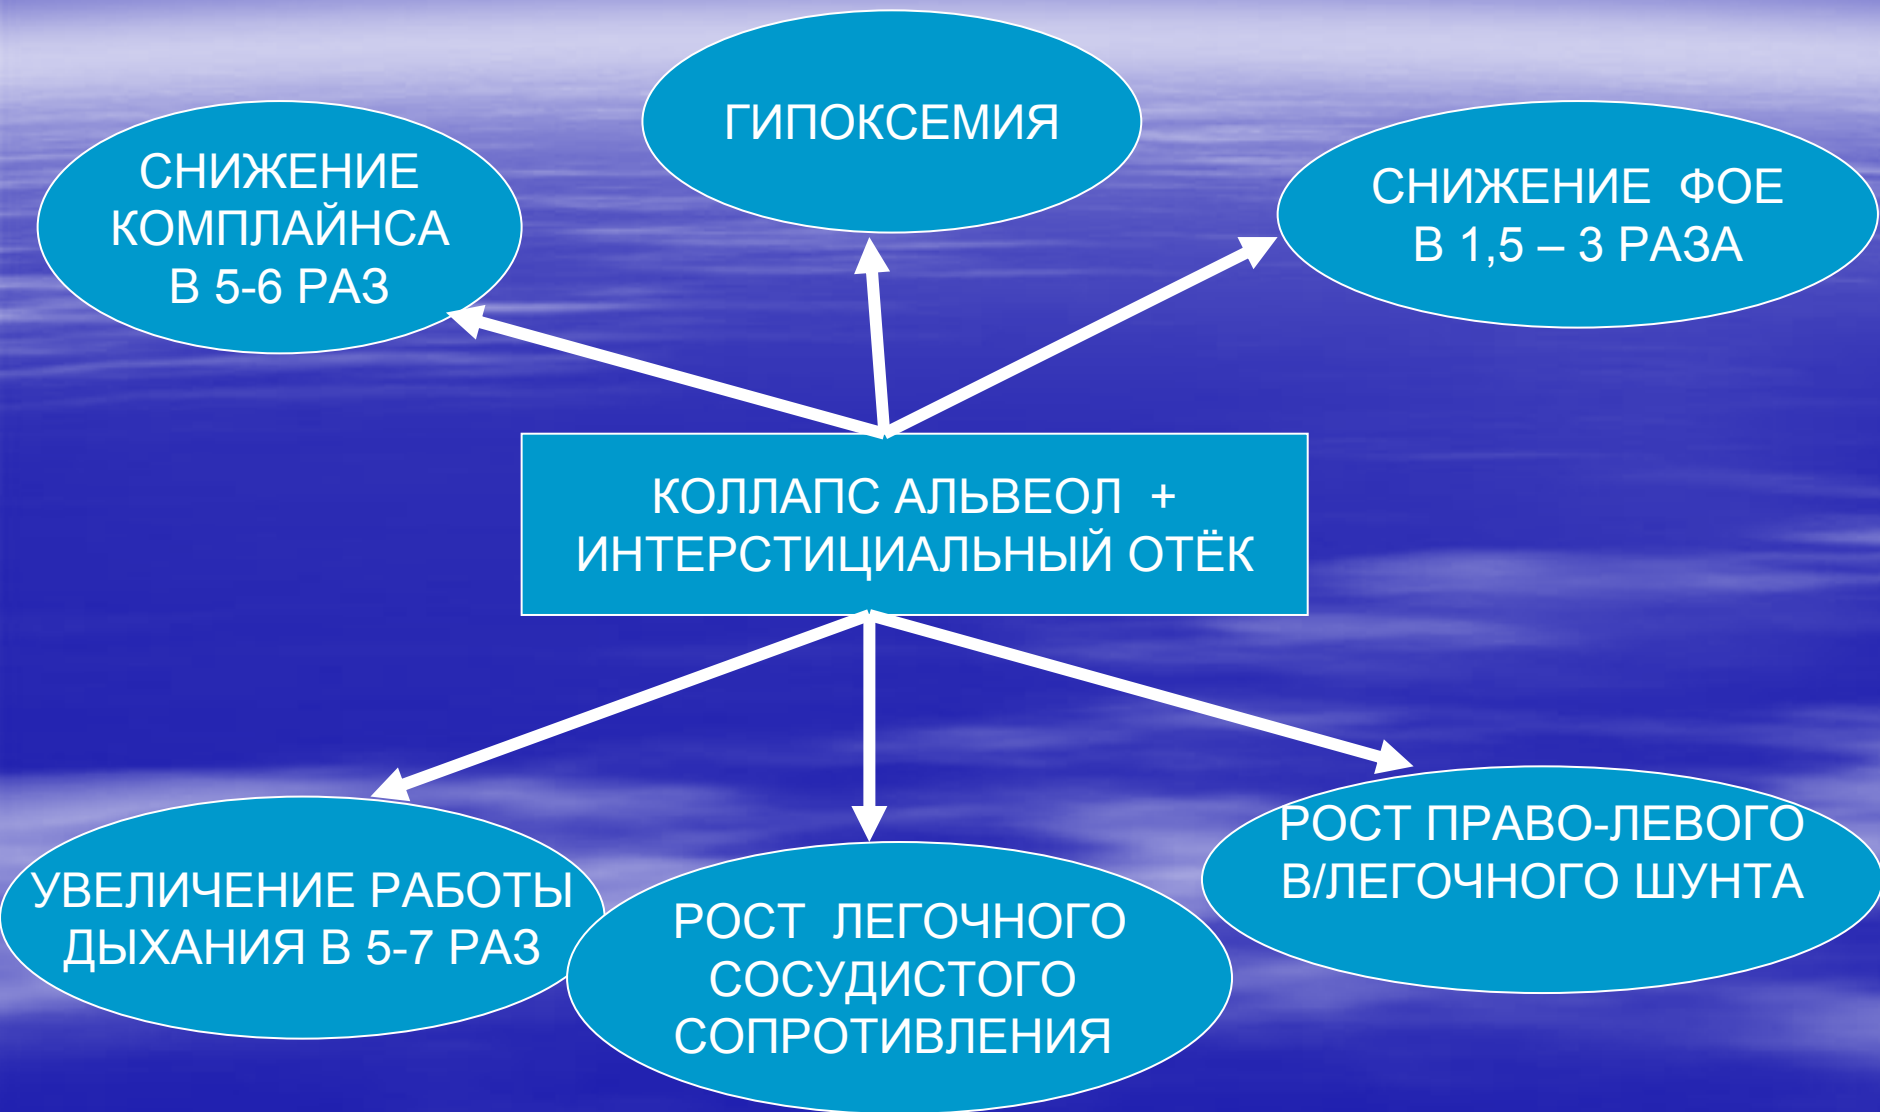 ГИПОКСЕМИЯ
СНИЖЕНИЕ
КОМПЛАЙНСА
В 5-6 РАЗ
СНИЖЕНИЕ ФОЕ
В 1,5 – 3 РАЗА
КОЛЛАПС АЛЬВЕОЛ +
ИНТЕРСТИЦИАЛЬНЫЙ ОТЁК
УВЕЛИЧЕНИЕ РАБОТЫ
ДЫХАНИЯ В 5-7 РАЗ
РОСТ ЛЕГОЧНОГО
СОСУДИСТОГО
СОПРОТИВЛЕНИЯ
РОСТ ПРАВО-ЛЕВОГО
В/ЛЕГОЧНОГО ШУНТА